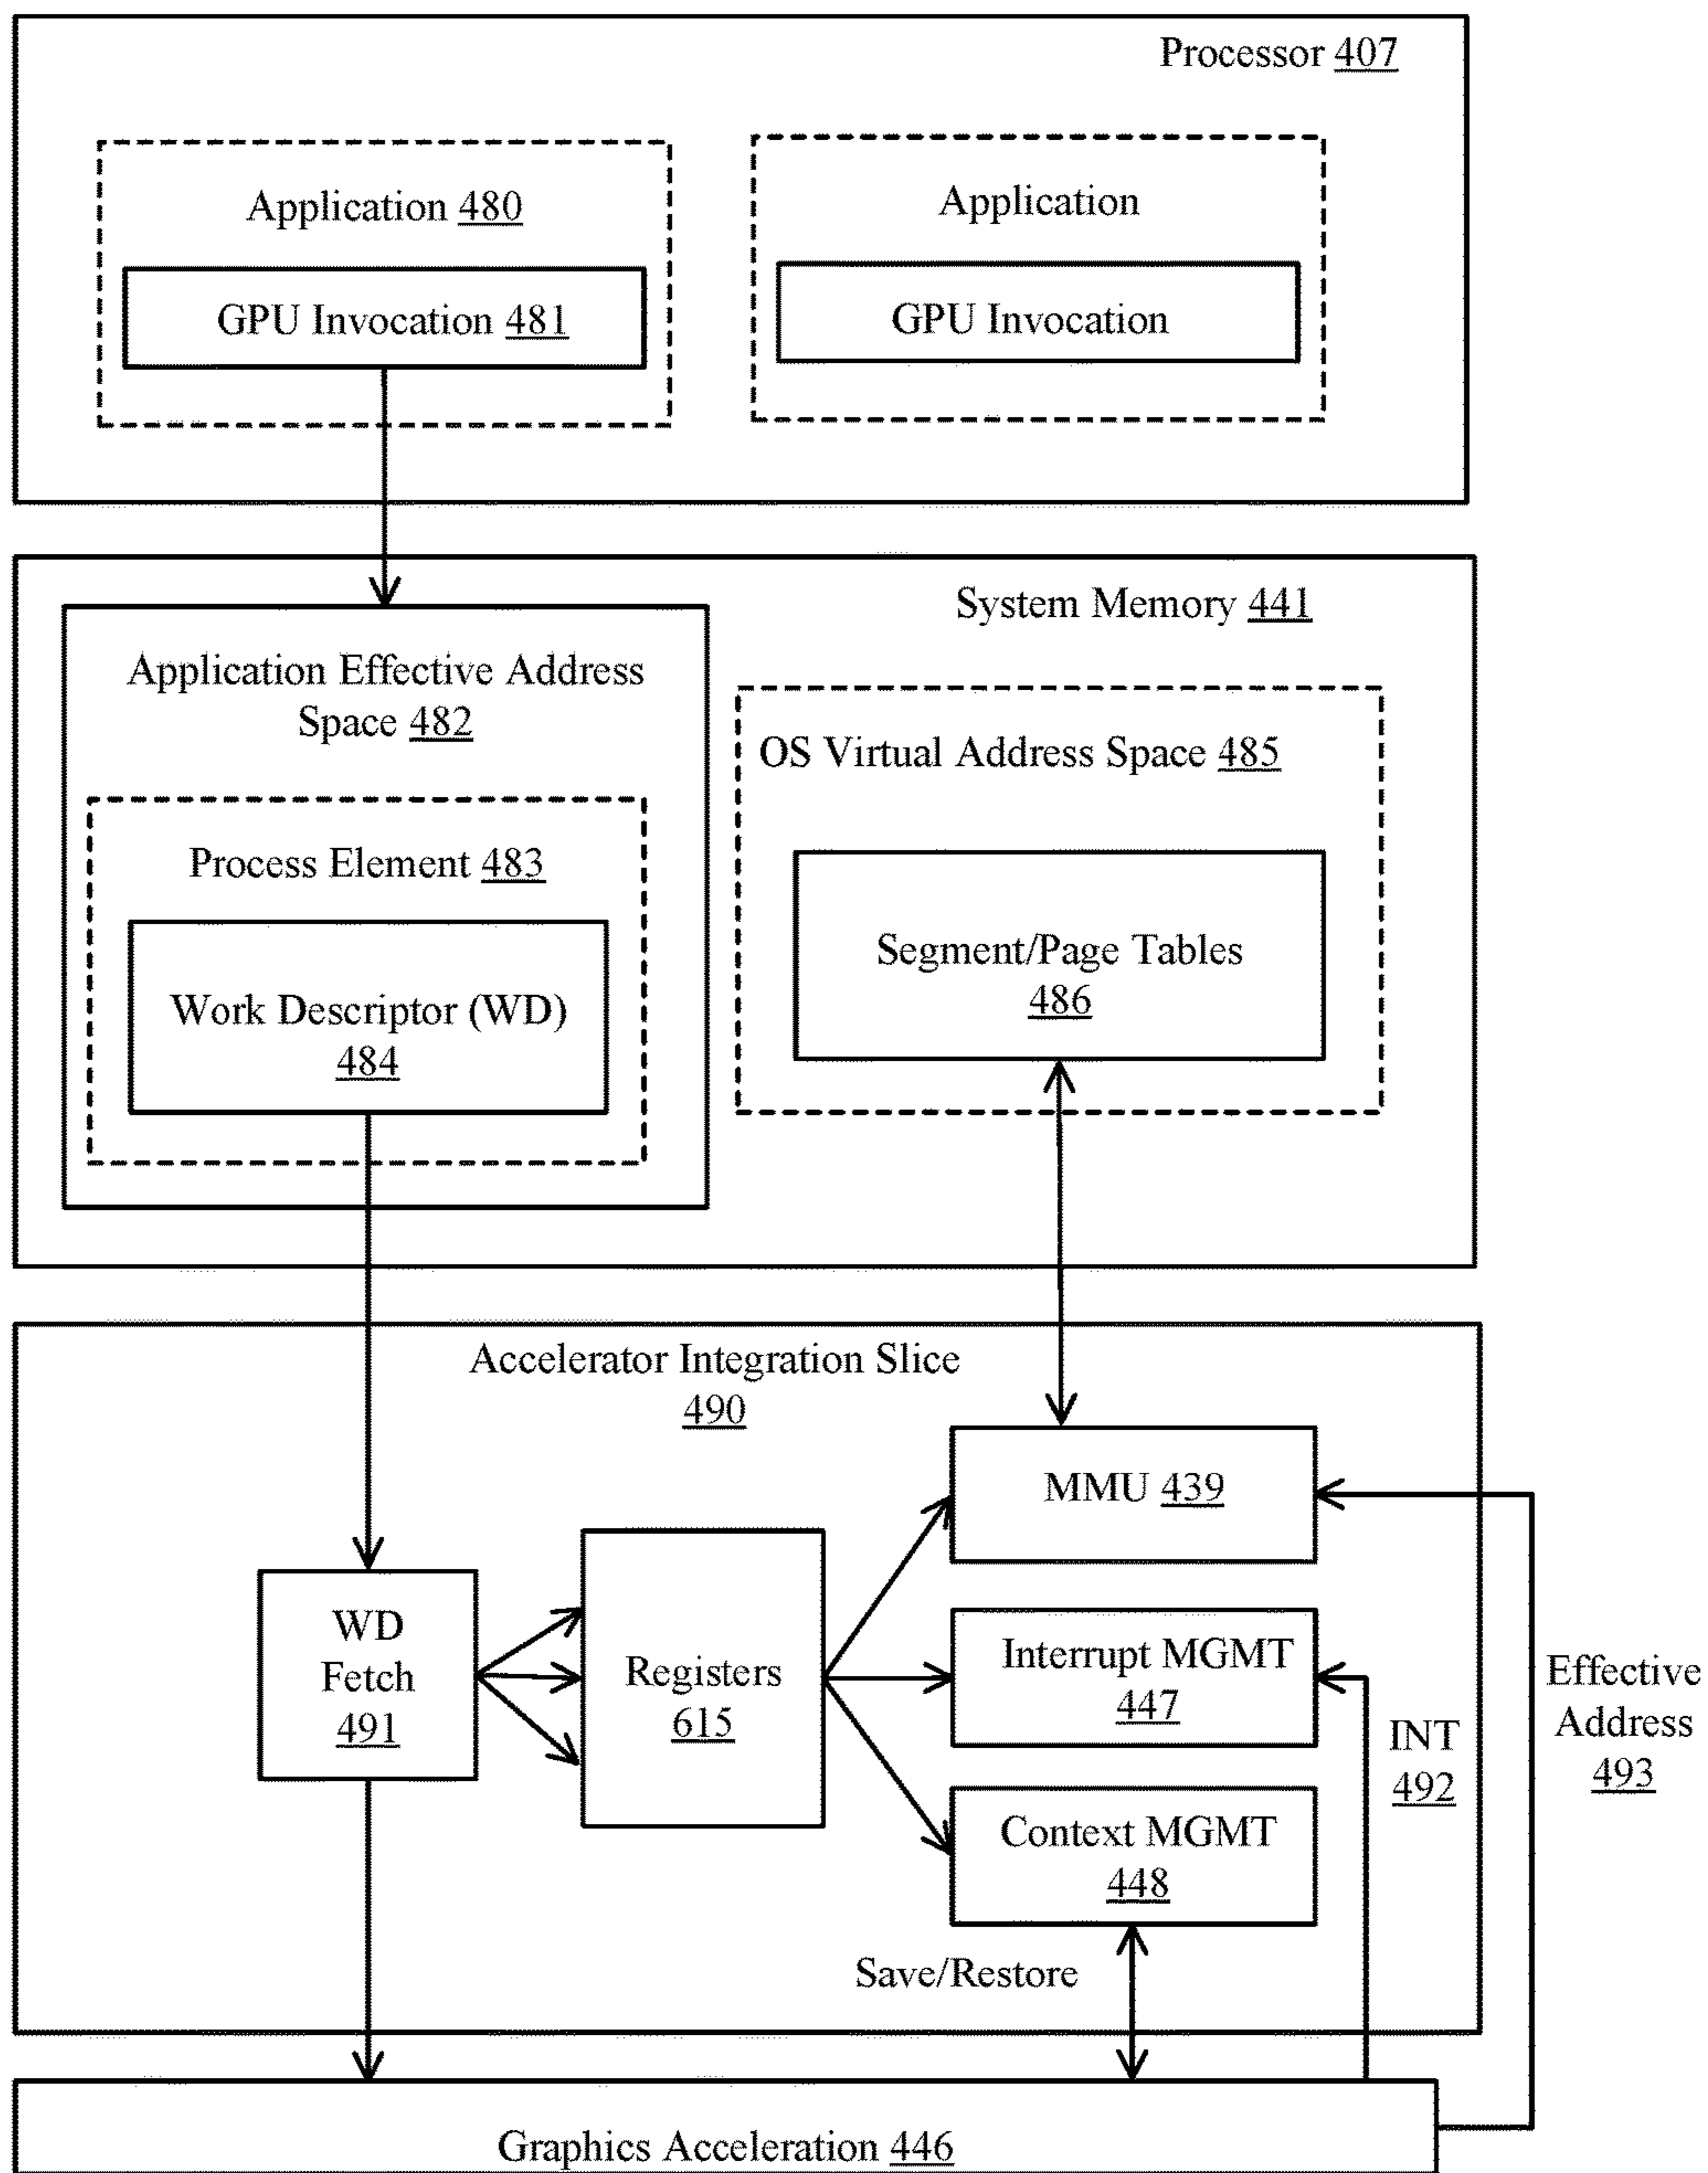 Processor 407
Application 480
Application
GPU Invocation 481
GPU Invocation
System Memory 441
Application Effective Address
Space 482
OS Virtual Address Space 485
Process Element 483
Segment/Page Tables
486
Work Descriptor (WD)
484
Accelerator Integration Slice
490
MMU 439
WD
Fetch
491
Registers
615
Interrupt MGMT
447
INT
492
Effective
Address
493
Context MGMT
448
Save/Restore
Graphics Acceleration 446